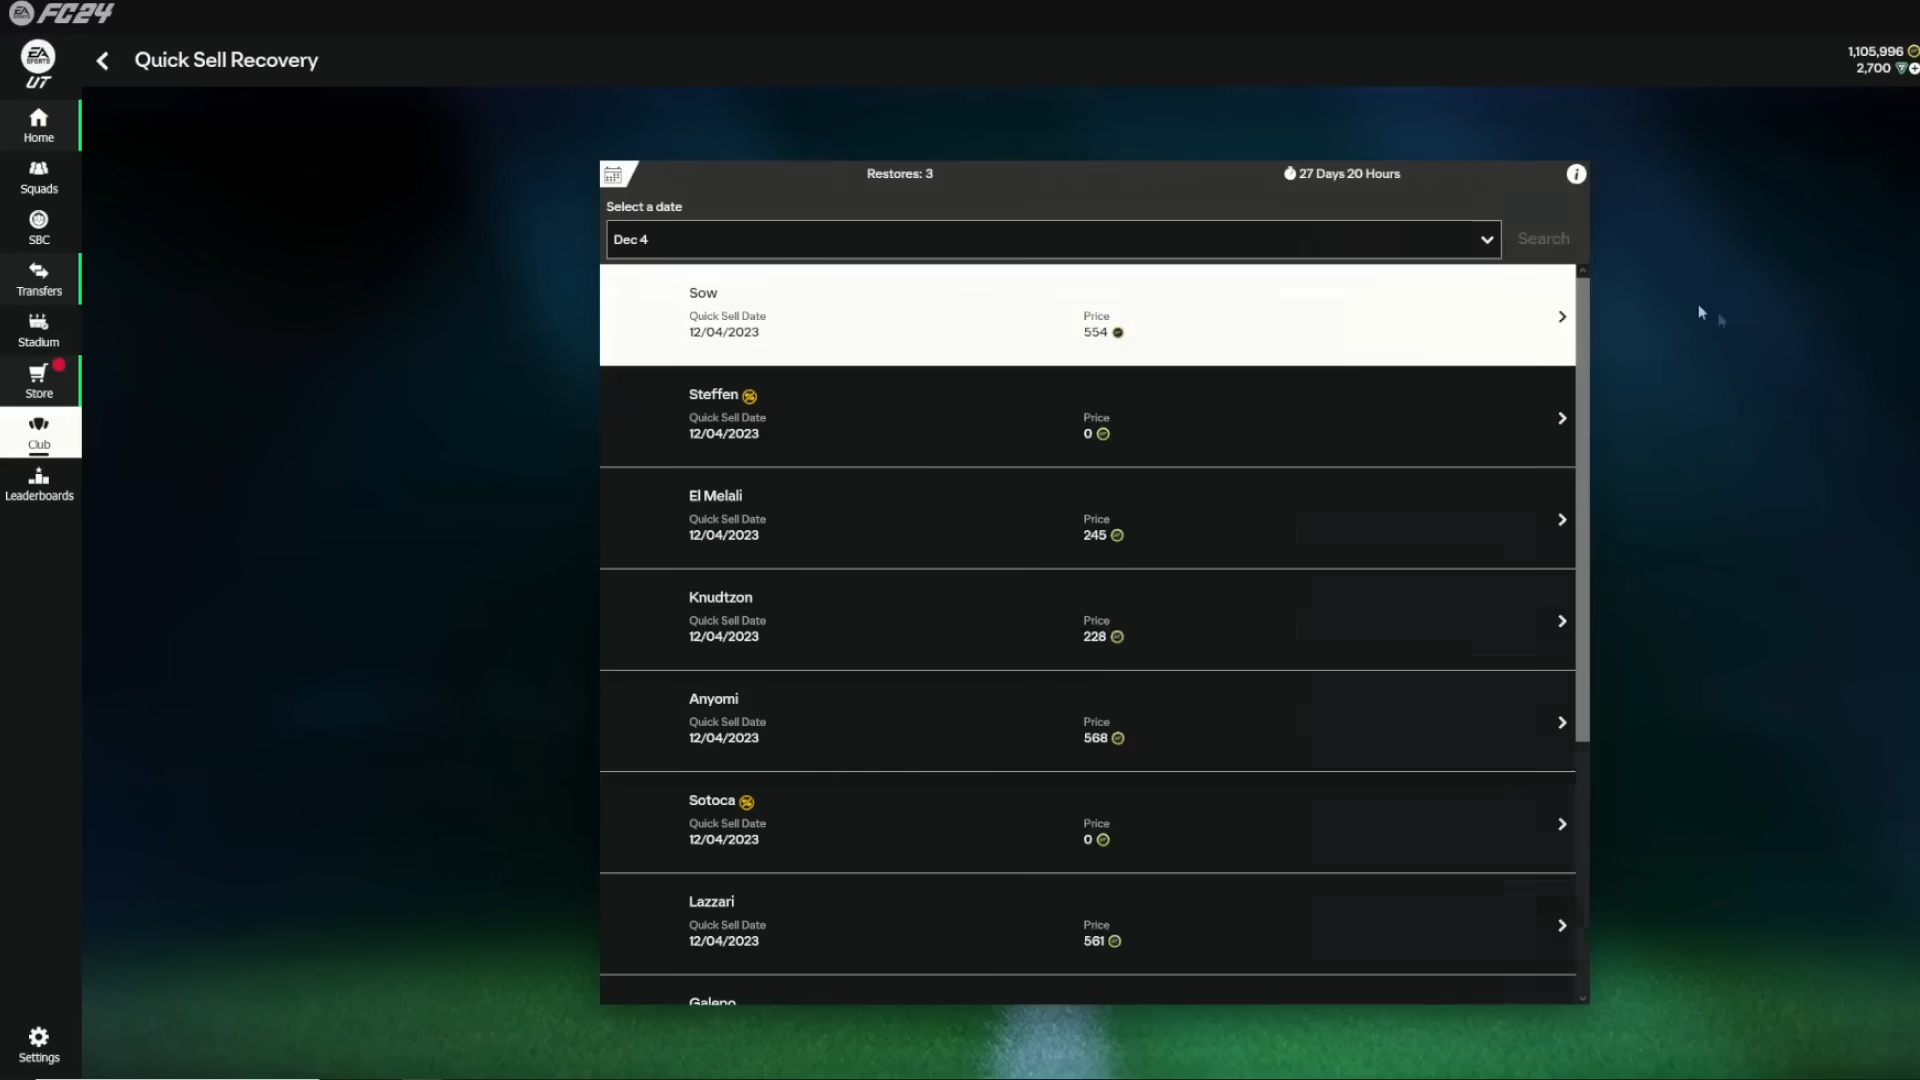 EA SPORTS FC24
EA SPORTS UT
Quick Sell Recovery
1,105,996
2,700
Home
Squads
SBC
Transfers
Stadium
Store
Club
Leaderboards
Settings
Restores: 3
27 Days 20 Hours
Select a date
Dec 4
Search
Sow
Quick Sell Date
12/04/2023
Price
554
Steffen
Quick Sell Date
12/04/2023
Price
0
El Melali
Quick Sell Date
12/04/2023
Price
245
Knudtzon
Quick Sell Date
12/04/2023
Price
228
Anyomi
Quick Sell Date
12/04/2023
Price
568
Sotoca
Quick Sell Date
12/04/2023
Price
0
Lazzari
Quick Sell Date
12/04/2023
Price
561
Galeno